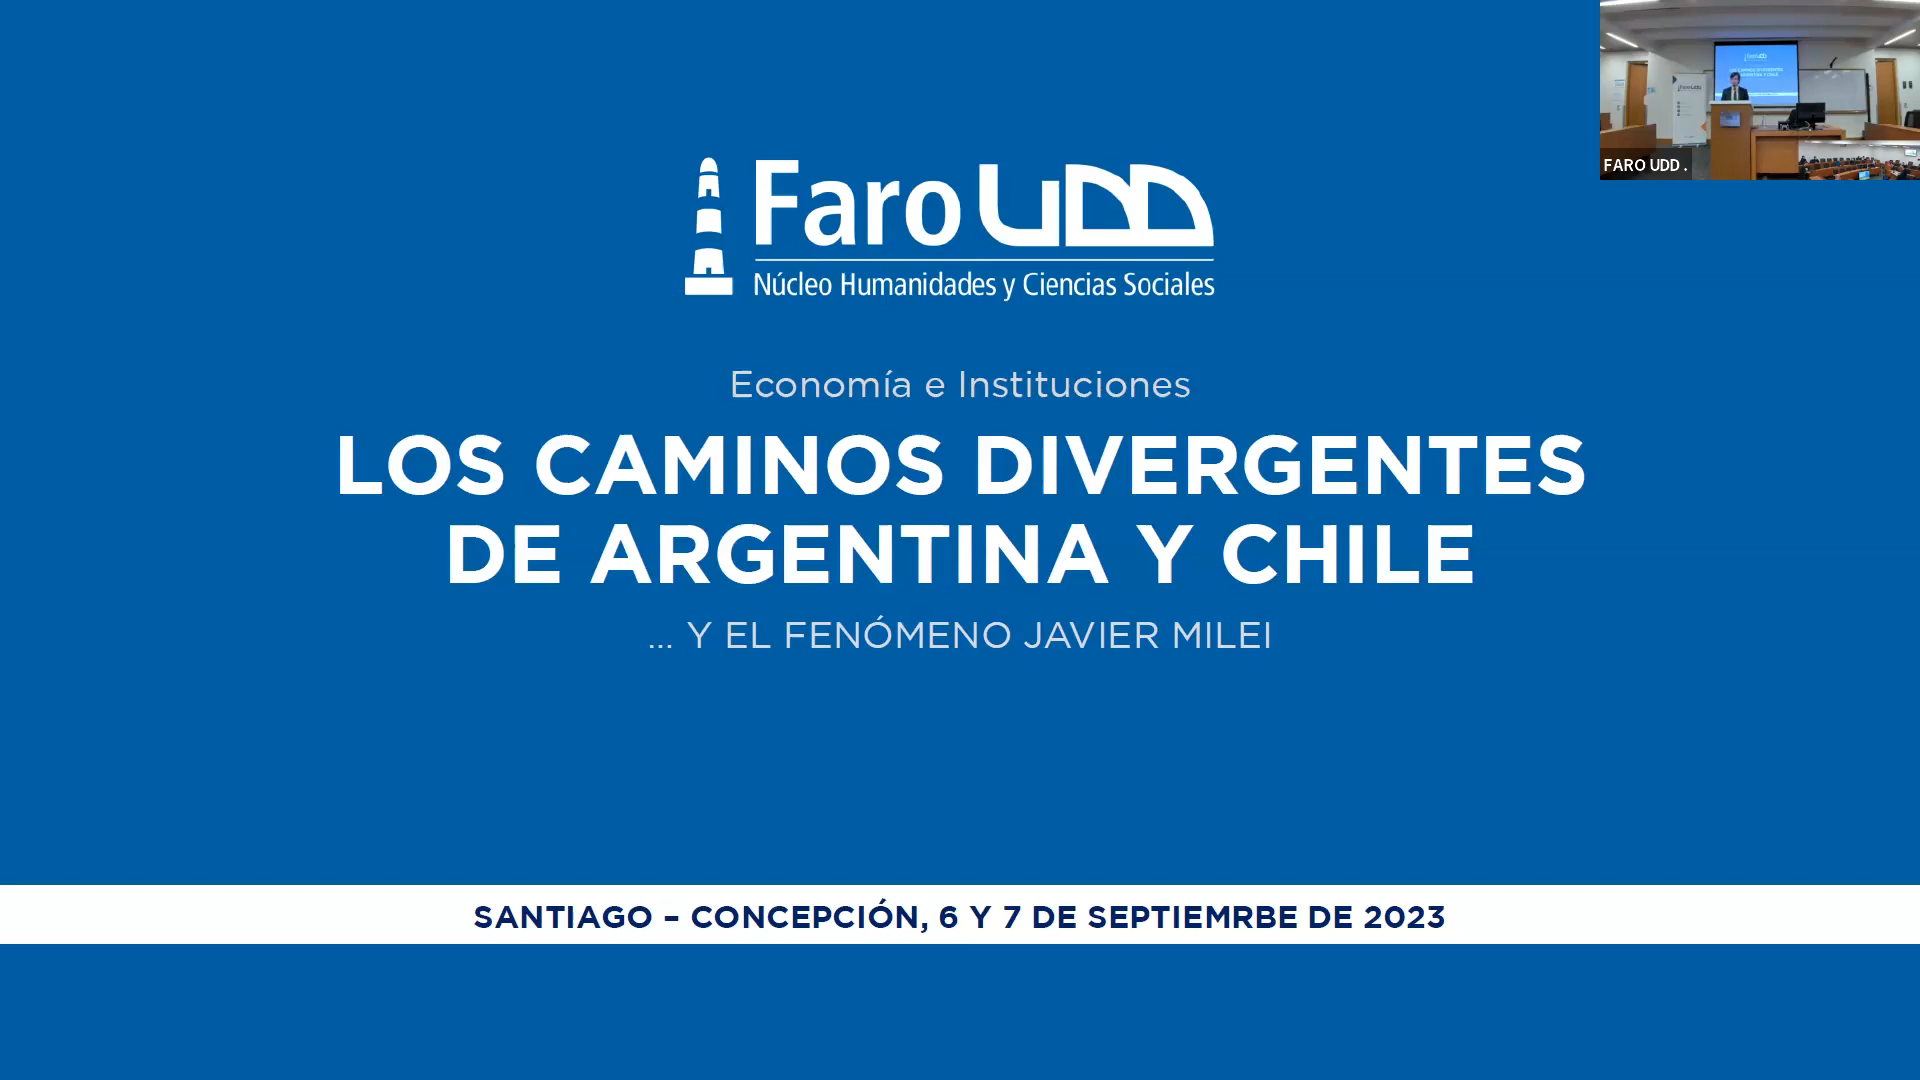 Faro UDD
Núcleo Humanidades y Ciencias Sociales
Economía e Instituciones
LOS CAMINOS DIVERGENTES
DE ARGENTINA Y CHILE
... Y EL FENÓMENO JAVIER MILEI
SANTIAGO – CONCEPCIÓN, 6 Y 7 DE SEPTIEMRBE DE 2023
FARO UDD .